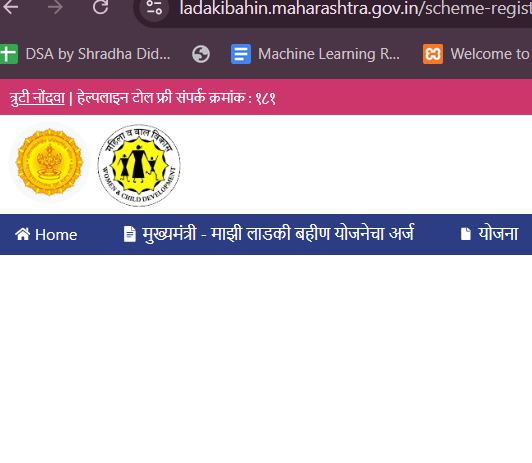 ladakibahin.maharashtra.gov.in/scheme-regist
DSA by Shradha Did... Machine Learning R... Welcome to
त्रुटी नोंदवा | हेल्पलाइन टोल फ्री संपर्क क्रमांक : १८१
महिला व बाल विकास
WOMEN & CHILD DEVELOPMENT
Home मुख्यमंत्री - माझी लाडकी बहीण योजनेचा अर्ज योजना